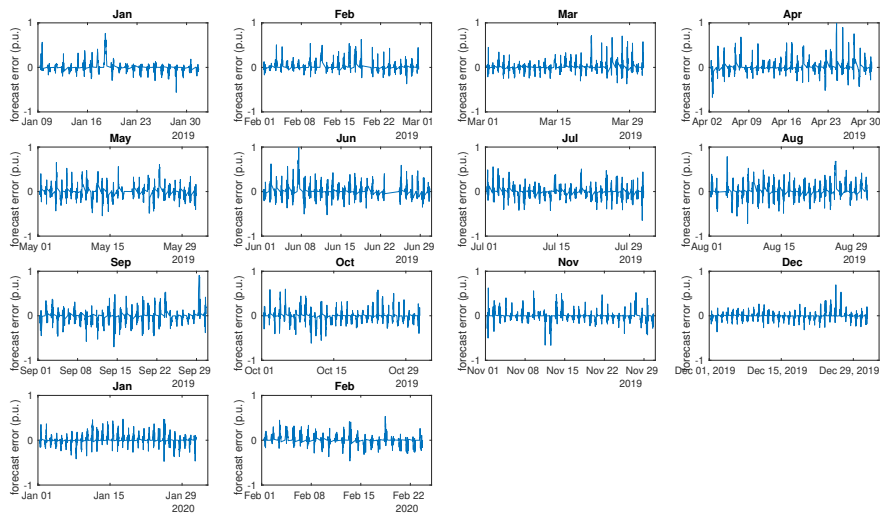 Jan
forecast error (p.u.)
1
0
-1
Jan 09 Jan 16 Jan 23 Jan 30
2019
Feb
forecast error (p.u.)
1
0
-1
Feb 01 Feb 08 Feb 15 Feb 22 Mar 01
2019
Mar
forecast error (p.u.)
1
0
-1
Mar 01 Mar 15 Mar 29
2019
Apr
forecast error (p.u.)
1
0
-1
Apr 02 Apr 09 Apr 16 Apr 23 Apr 30
2019
May
forecast error (p.u.)
1
0
-1
May 01 May 15 May 29
2019
Jun
forecast error (p.u.)
1
0
-1
Jun 01 Jun 08 Jun 15 Jun 22 Jun 29
2019
Jul
forecast error (p.u.)
1
0
-1
Jul 01 Jul 15 Jul 29
2019
Aug
forecast error (p.u.)
1
0
-1
Aug 01 Aug 15 Aug 29
2019
Sep
forecast error (p.u.)
1
0
-1
Sep 01 Sep 08 Sep 15 Sep 22 Sep 29
2019
Oct
forecast error (p.u.)
1
0
-1
Oct 01 Oct 15 Oct 29
2019
Nov
forecast error (p.u.)
1
0
-1
Nov 01 Nov 08 Nov 15 Nov 22 Nov 29
2019
Dec
forecast error (p.u.)
1
0
-1
Dec 01, 2019 Dec 15, 2019 Dec 29, 2019
Jan
forecast error (p.u.)
1
0
-1
Jan 01 Jan 15 Jan 29
2020
Feb
forecast error (p.u.)
1
0
-1
Feb 01 Feb 08 Feb 15 Feb 22
2020